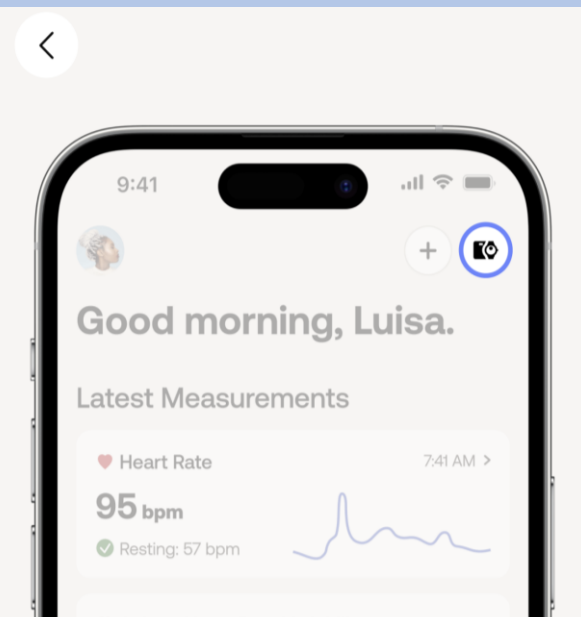 9:41
Good morning, Luisa.
Latest Measurements
Heart Rate
7:41 AM
95 bpm
Resting: 57 bpm